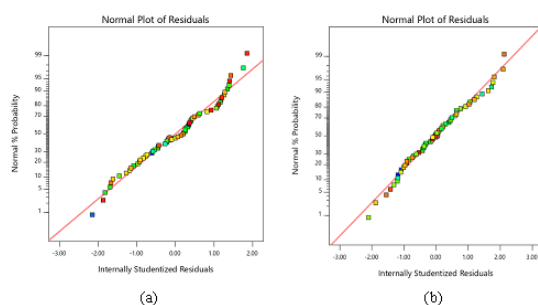 Normal Plot of Residuals
Normal % Probability
99
95
90
80
70
50
30
20
10
5
1
-3.00 -2.00 -1.00 0.00 1.00 2.00
Internally Studentized Residuals
(a)
Normal Plot of Residuals
Normal % Probability
99
95
90
80
70
50
30
20
10
5
1
-3.00 -2.00 -1.00 0.00 1.00 2.00 3.00
Internally Studentized Residuals
(b)